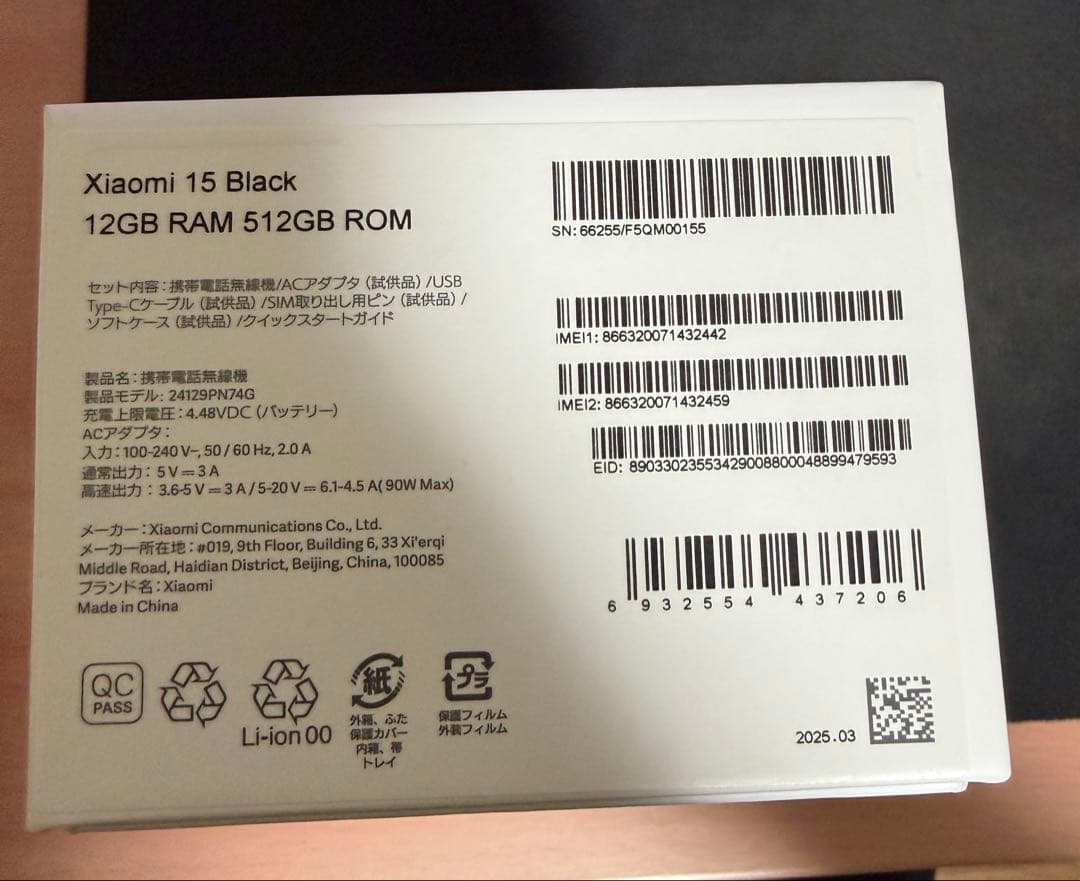 Xiaomi 15 Black
12GB RAM 512GB ROM
セット内容：携帯電話無線機/ACアダプタ（試供品）/USB
Type-Cケーブル（試供品）/SIM取り出し用ピン（試供品）/
ソフトケース（試供品）/クイックスタートガイド
製品名：携帯電話無線機
製品モデル: 24129PN74G
充電上限電圧：4.48VDC（バッテリー）
ACアダプタ：
入力：100-240 V~, 50 / 60 Hz, 2.0 A
通常出力：5 V⎓3 A
高速出力：3.6-5 V⎓3 A / 5-20 V⎓6.1-4.5 A( 90W Max)
メーカー：Xiaomi Communications Co., Ltd.
メーカー所在地：#019, 9th Floor, Building 6, 33 Xi'erqi
Middle Road, Haidian District, Beijing, China, 100085
ブランド名：Xiaomi
Made in China
QC
PASS
Li-ion 00
紙
外箱、ふた
保護カバー
内箱、帯
トレイ
プラ
保護フィルム
外装フィルム
SN: 66255/F5QM00155
IMEI1: 866320071432442
IMEI2: 866320071432459
EID: 89033023553429008800048899479593
6 932554 437206
2025.03